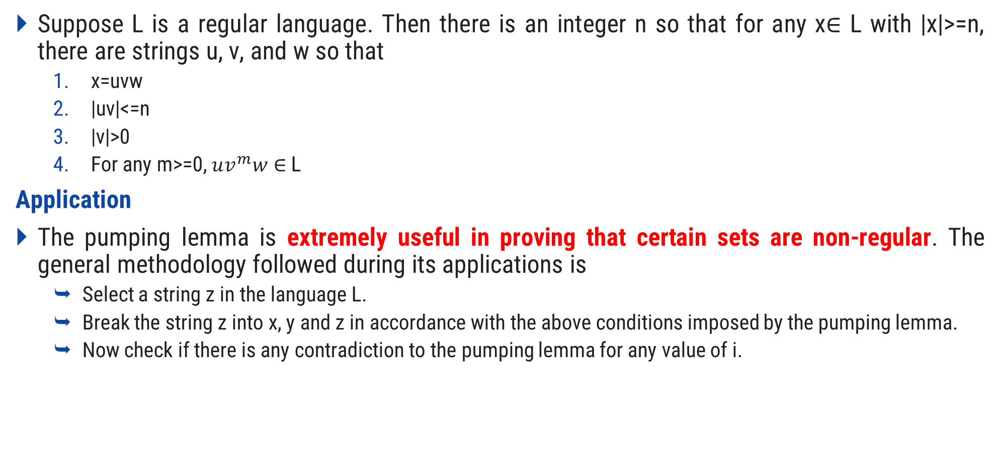 Suppose L is a regular language. Then there is an integer n so that for any x∈ L with |x|>=n,
there are strings u, v, and w so that
1. x=uvw
2. |uv|<=n
3. |v|>0
4. For any m>=0, 𝑢𝑣ᵐ𝑤 ∈ L
Application
The pumping lemma is extremely useful in proving that certain sets are non-regular. The
general methodology followed during its applications is
Select a string z in the language L.
Break the string z into x, y and z in accordance with the above conditions imposed by the pumping lemma.
Now check if there is any contradiction to the pumping lemma for any value of i.